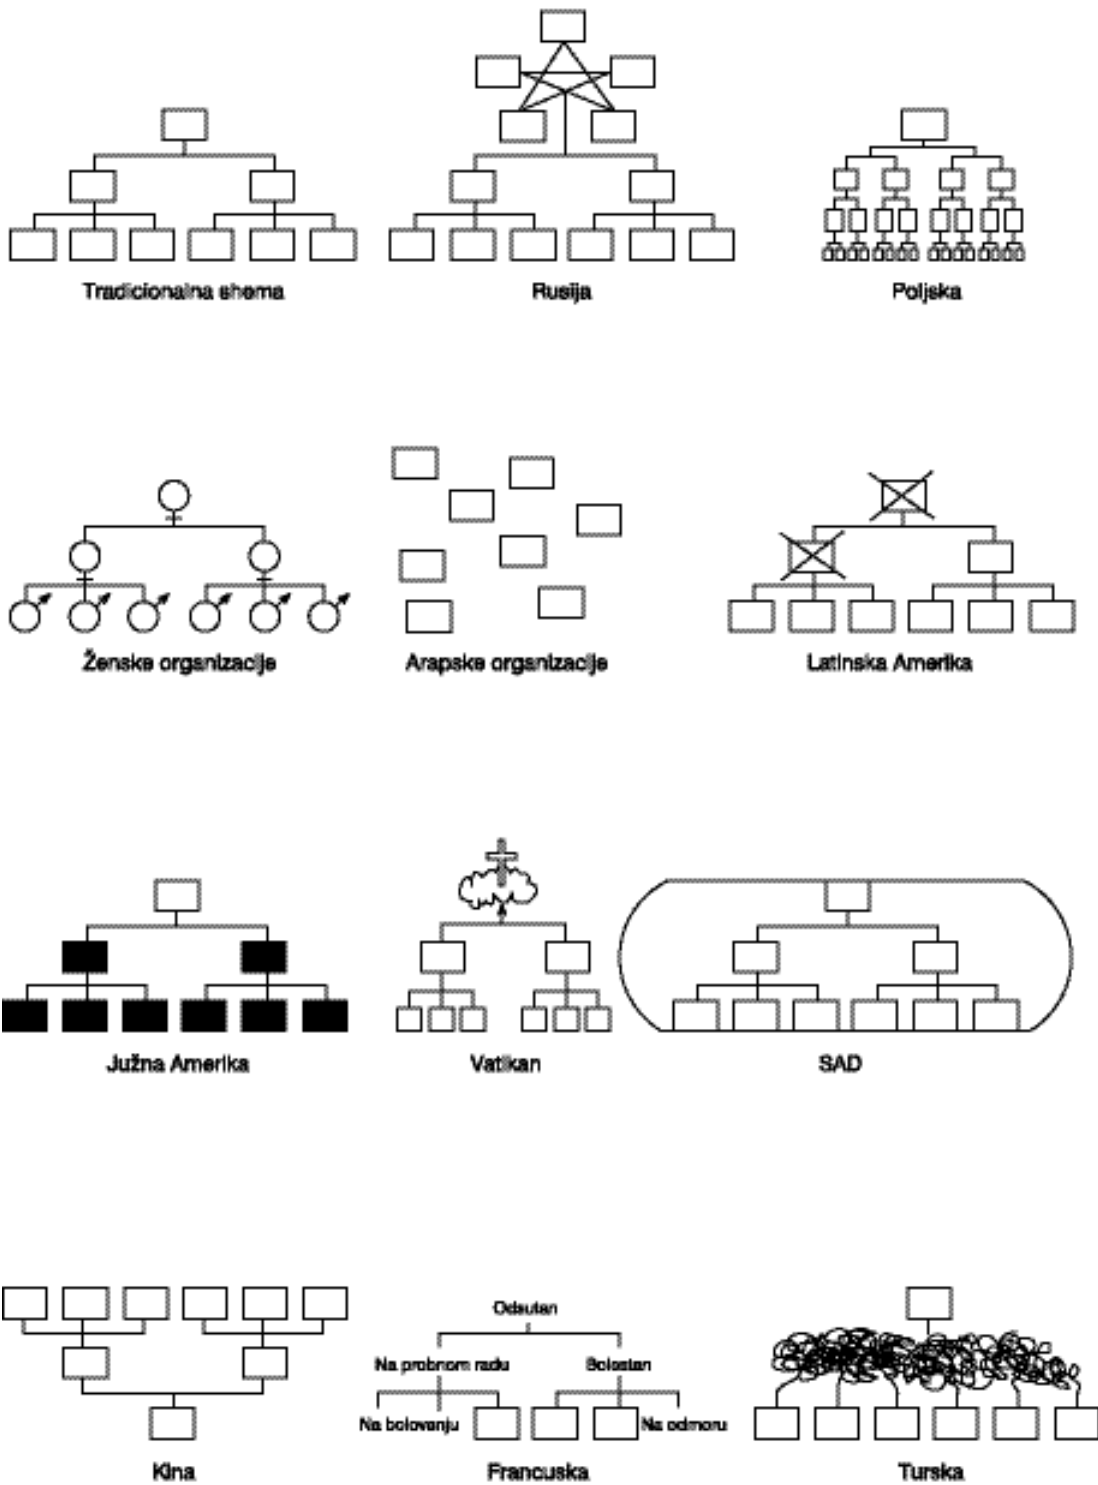 Tradicionalna shema
Rusija
Poljska
Ženske organizacije
Arapske organizacije
Latinska Amerika
Južna Amerika
Vatikan
SAD
Odsutan
Na probnom radu
Bolestan
Na bolovanju
Na odmoru
Kina
Francuska
Turska